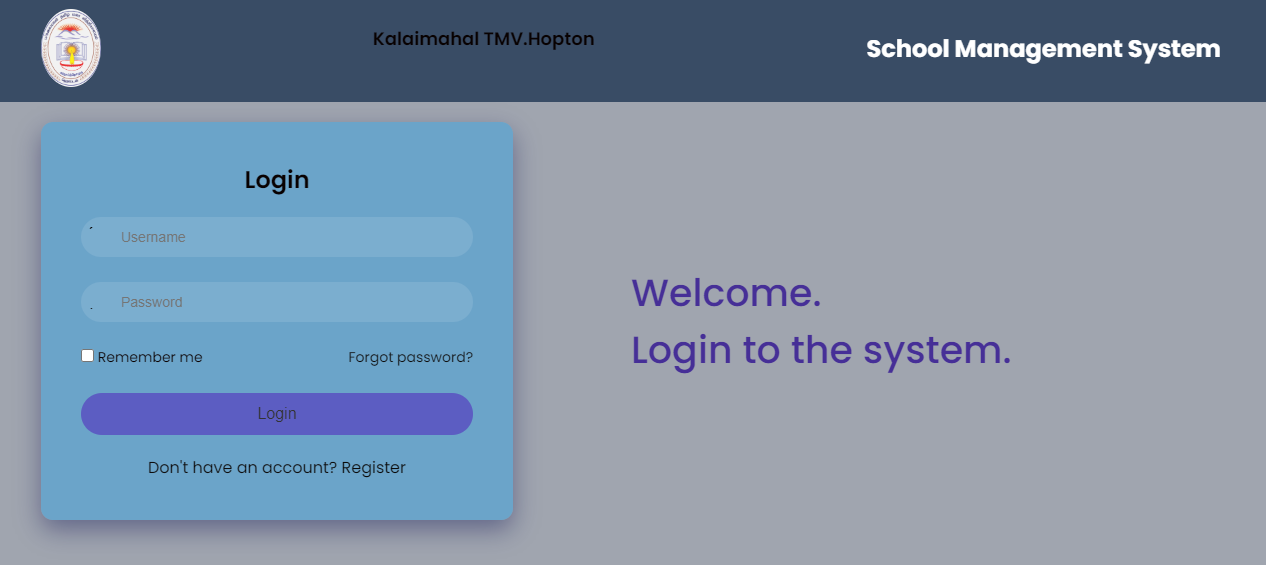 Kalaimahal TMV.Hopton
School Management System
Login
Username
Password
Remember me
Forgot password?
Login
Don't have an account? Register
Welcome.
Login to the system.